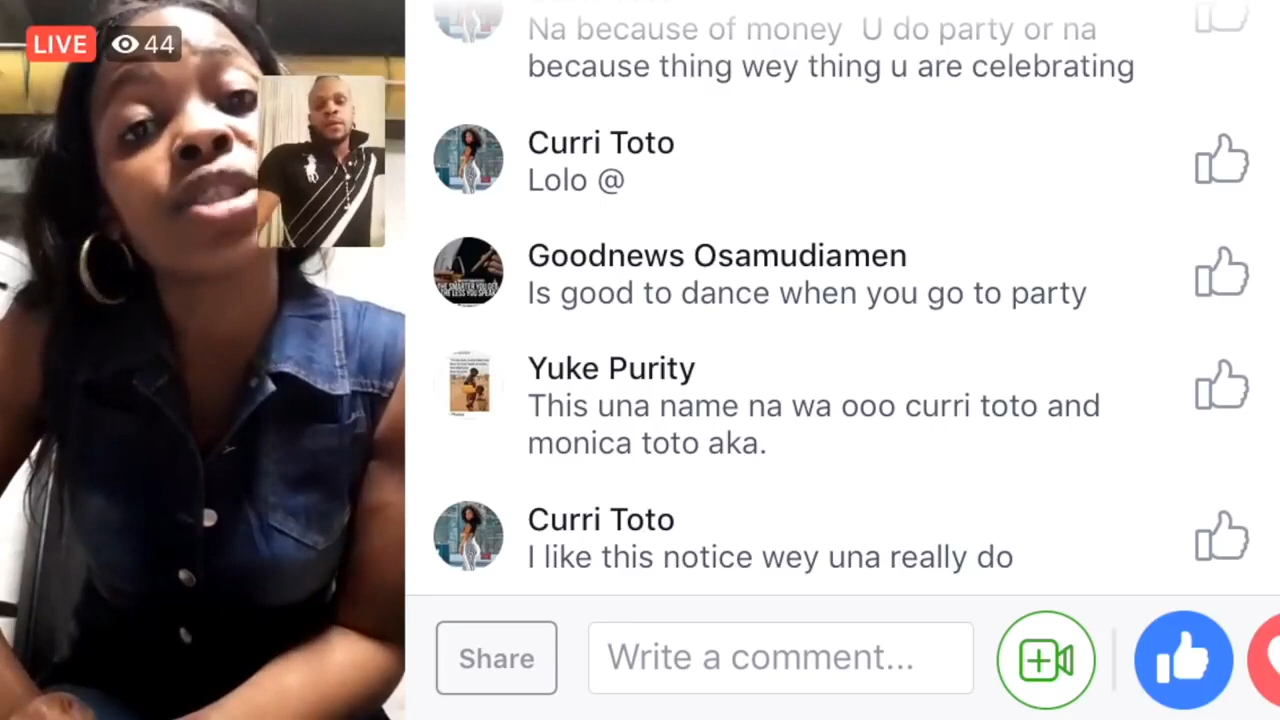 LIVE 44
Na because of money U do party or na
because thing wey thing u are celebrating
Curri Toto
Lolo @
Goodnews Osamudiamen
Is good to dance when you go to party
Yuke Purity
This una name na wa ooo curri toto and
monica toto aka.
Curri Toto
I like this notice wey una really do
Share
Write a comment...